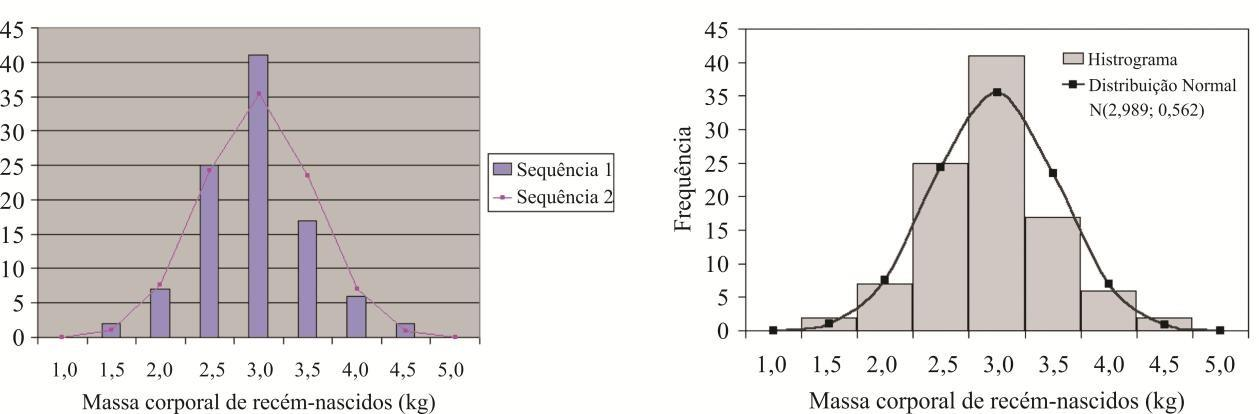 45
40
35
30
25
20
15
10
5
0
1,0 1,5 2,0 2,5 3,0 3,5 4,0 4,5 5,0
Massa corporal de recém-nascidos (kg)
Sequência 1
Sequência 2
45
40
35
30
25
20
15
10
5
0
Frequência
1,0 1,5 2,0 2,5 3,0 3,5 4,0 4,5 5,0
Massa corporal de recém-nascidos (kg)
Histrograma
Distribuição Normal
N(2,989; 0,562)